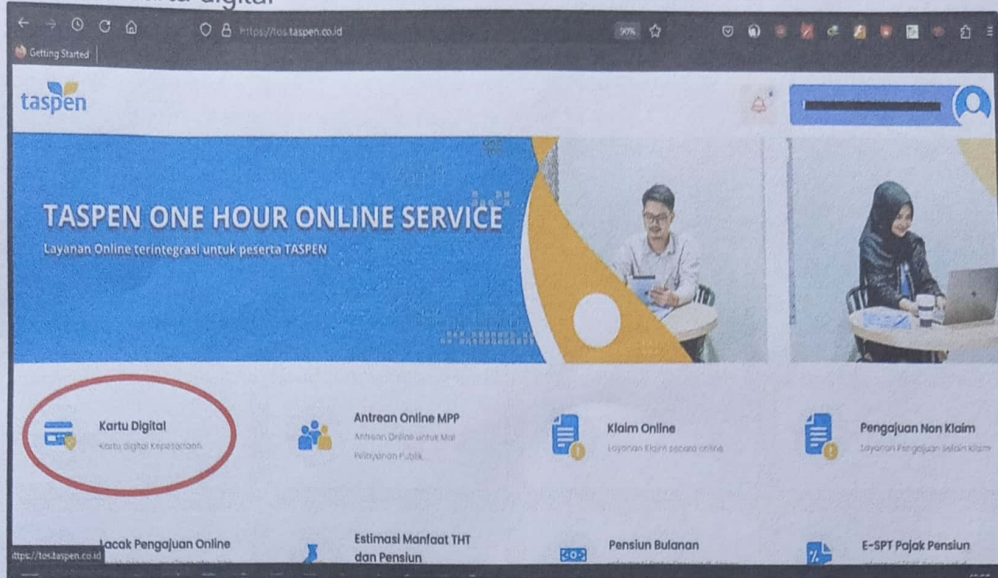 digital
https://tos.taspen.co.id
90%
Getting Started
taspen
TASPEN ONE HOUR ONLINE SERVICE
Layanan Online terintegrasi untuk peserta TASPEN
Kartu Digital
Kartu digital Kepesertaan
Antrean Online MPP
Antrean Online untuk Mal
Pelayanan Publik
Klaim Online
Layanan Klaim secara online
Pengajuan Non Klaim
Layanan Pengajuan Selain Klaim
Lacak Pengajuan Online
Estimasi Manfaat THT
dan Pensiun
Pensiun Bulanan
E-SPT Pajak Pensiun
https://tos.taspen.co.id